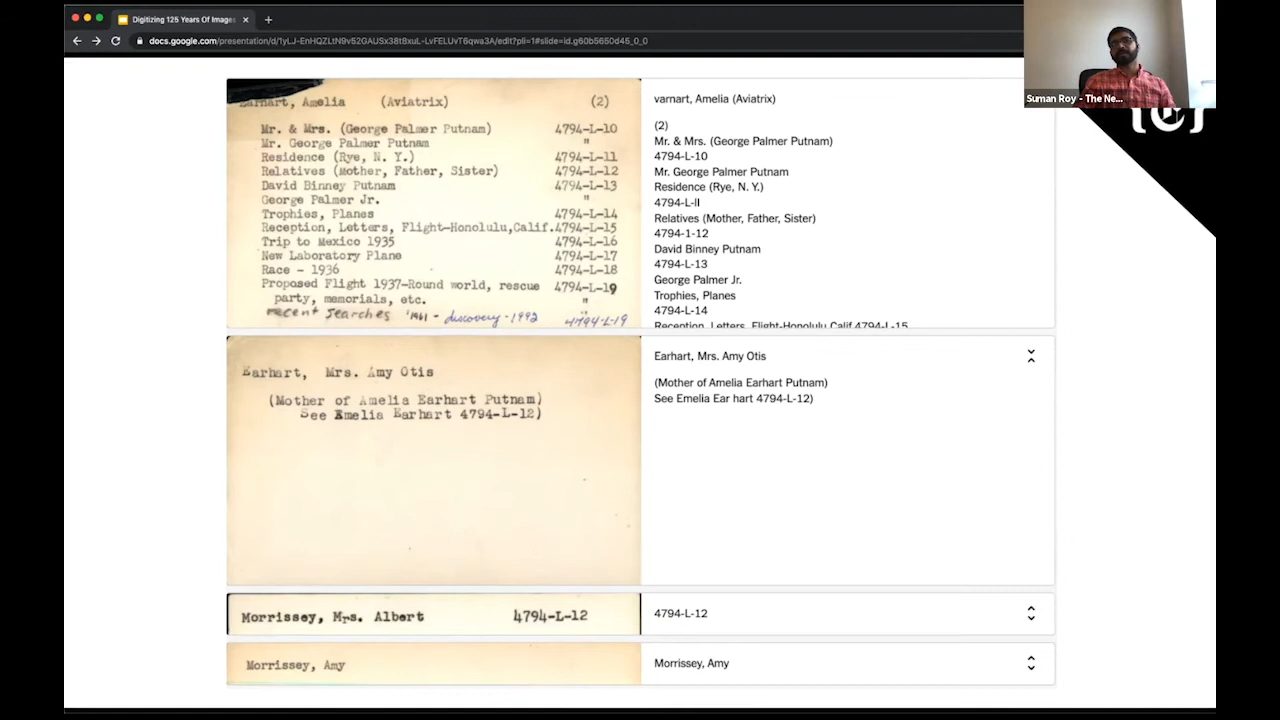 Digitizing 125 Years Of Images
docs.google.com/presentation/d/1yLJ-EnHQZLtN9v52GAUSx38t8xuL-LvFELUvT6qwa3A/edit?pli=1#slide=id.g60b5650d45_0_0
Suman Roy - The Ne...
Earhart, Amelia (Aviatrix) (2)
Mr. & Mrs. (George Palmer Putnam) 4794-L-10
Mr. George Palmer Putnam "
Residence (Rye, N. Y.) 4794-L-11
Relatives (Mother, Father, Sister) 4794-L-12
David Binney Putnam 4794-L-13
George Palmer Jr. "
Trophies, Planes 4794-L-14
Reception, Letters, Flight-Honolulu,Calif. 4794-L-15
Trip to Mexico 1935 4794-L-16
New Laboratory Plane 4794-L-17
Race - 1936 4794-L-18
Proposed Flight 1937-Round world, rescue 4794-L-19
party, memorials, etc. "
recent searches '1961 - discovery - 1992 4794-L-19
varnart, Amelia (Aviatrix)
(2)
Mr. & Mrs. (George Palmer Putnam)
4794-L-10
Mr. George Palmer Putnam
Residence (Rye, N. Y.)
4794-L-ll
Relatives (Mother, Father, Sister)
4794-1-12
David Binney Putnam
4794-L-13
George Palmer Jr.
Trophies, Planes
4794-L-14
Reception, Letters, Flight-Honolulu Calif 4794-L-15
Earhart, Mrs. Amy Otis
(Mother of Amelia Earhart Putnam)
See Emelia Earhart 4794-L-12)
Earhart, Mrs. Amy Otis
(Mother of Amelia Earhart Putnam)
See Emelia Ear hart 4794-L-12)
Morrissey, Mrs. Albert 4794-L-12
4794-L-12
Morrissey, Amy
Morrissey, Amy